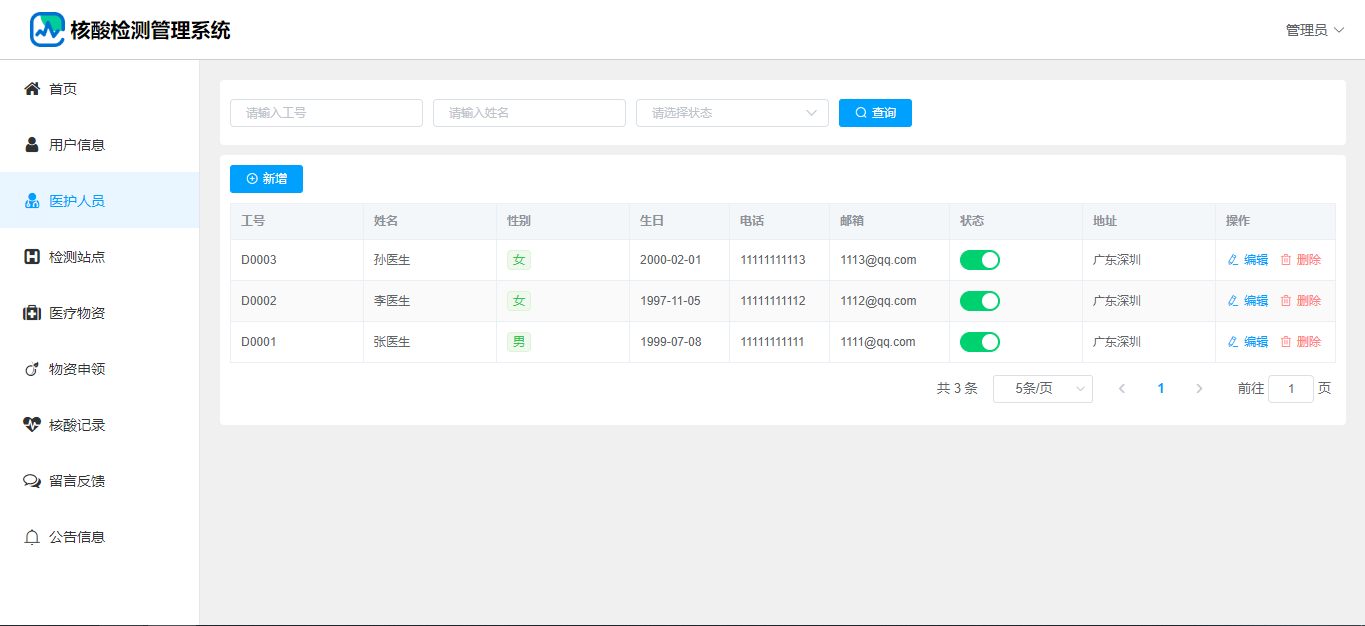 核酸检测管理系统
管理员
首页
用户信息
医护人员
检测站点
医疗物资
物资申领
核酸记录
留言反馈
公告信息
请输入工号 请输入姓名 请选择状态 查询
新增
工号 姓名 性别 生日 电话 邮箱 状态 地址 操作
D0003 孙医生 女 2000-02-01 11111111113 1113@qq.com 广东深圳 编辑 删除
D0002 李医生 女 1997-11-05 11111111112 1112@qq.com 广东深圳 编辑 删除
D0001 张医生 男 1999-07-08 11111111111 1111@qq.com 广东深圳 编辑 删除
共 3 条 5条/页 1 前往 1 页